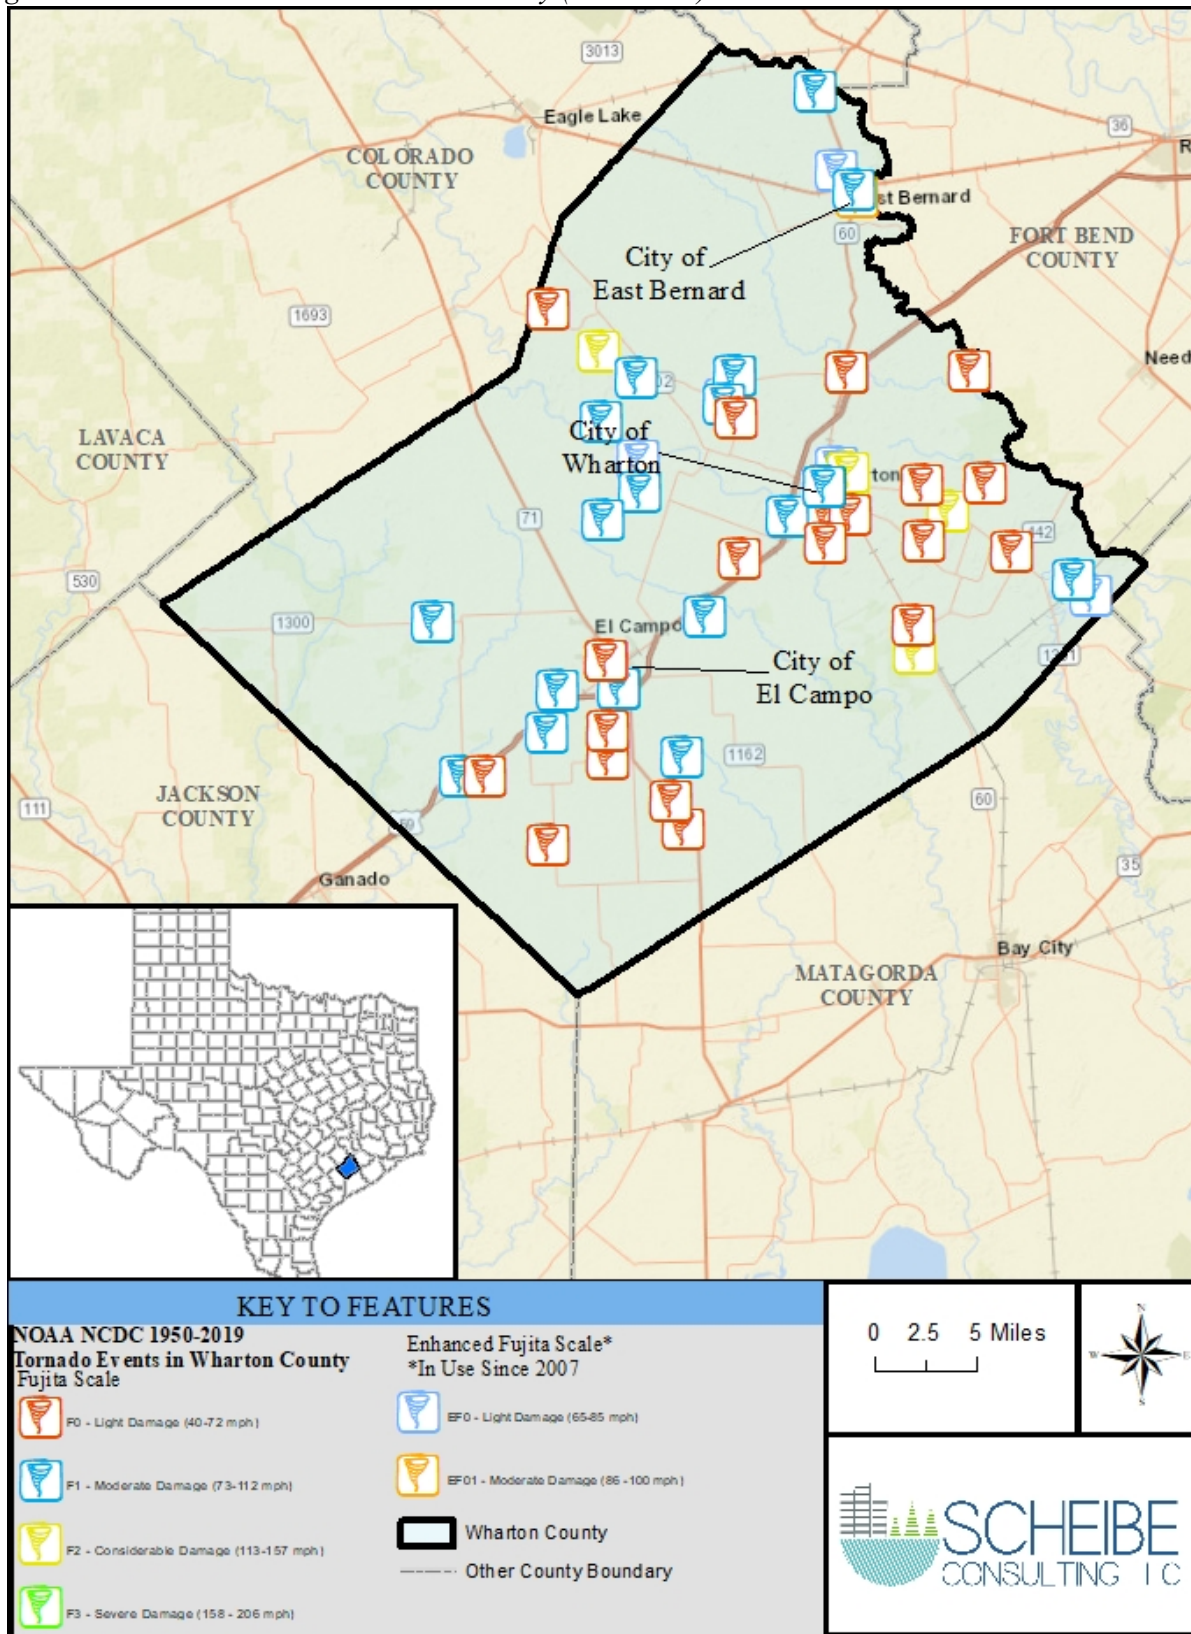 3013
Eagle Lake
36
COLORADO
COUNTY
st Bernard
60
FORT BEND
COUNTY
City of
East Bernard
1693
Need
LAVACA
COUNTY
City of
Wharton
ton
71
442
530
1300
El Campo
City of
El Campo
1162
JACKSON
COUNTY
111
59
60
35
Ganado
Bay City
MATAGORDA
COUNTY
KEY TO FEATURES
NOAA NCDC 1950-2019
Tornado Events in Wharton County
Fujita Scale
F0 - Light Damage (40-72 mph)
F1 - Moderate Damage (73-112 mph)
F2 - Considerable Damage (113-157 mph)
F3 - Severe Damage (158 - 206 mph)
Enhanced Fujita Scale*
*In Use Since 2007
EF0 - Light Damage (65-85 mph)
EF01 - Moderate Damage (86 -100 mph)
Wharton County
Other County Boundary
0 2.5 5 Miles
N
W E
S
SCHEIBE
CONSULTING